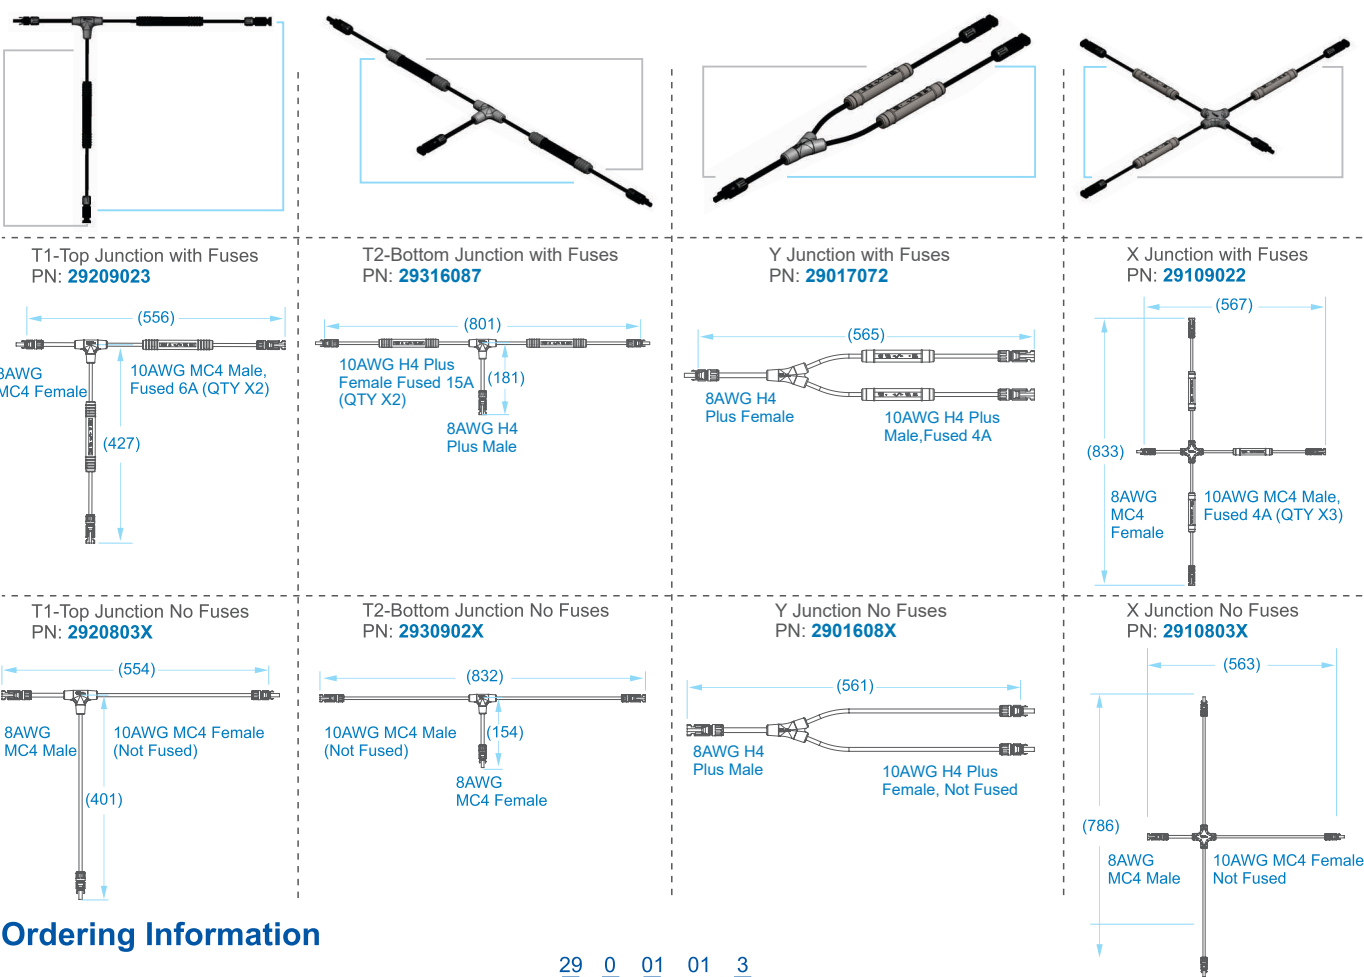 T1-Top Junction with Fuses
PN: 29209023
(556)
8AWG
MC4 Female
10AWG MC4 Male,
Fused 6A (QTY X2)
(427)
T2-Bottom Junction with Fuses
PN: 29316087
(801)
10AWG H4 Plus
Female Fused 15A
(QTY X2)
(181)
8AWG H4
Plus Male
Y Junction with Fuses
PN: 29017072
(565)
8AWG H4
Plus Female
10AWG H4 Plus
Male,Fused 4A
X Junction with Fuses
PN: 29109022
(567)
(833)
8AWG
MC4
Female
10AWG MC4 Male,
Fused 4A (QTY X3)
T1-Top Junction No Fuses
PN: 2920803X
(554)
8AWG
MC4 Male
10AWG MC4 Female
(Not Fused)
(401)
T2-Bottom Junction No Fuses
PN: 2930902X
(832)
10AWG MC4 Male
(Not Fused)
(154)
8AWG
MC4 Female
Y Junction No Fuses
PN: 2901608X
(561)
8AWG H4
Plus Male
10AWG H4 Plus
Female, Not Fused
X Junction No Fuses
PN: 2910803X
(563)
(786)
8AWG
MC4 Male
10AWG MC4 Female
Not Fused
Ordering Information
29 0 01 01 3